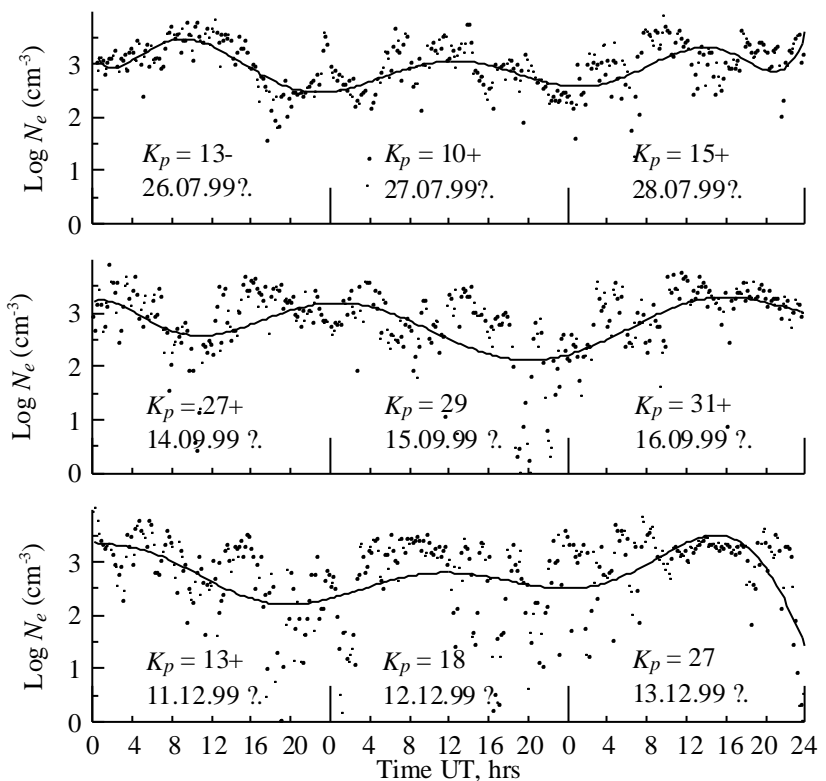 Log Ne (cm-3)
3
2
1
0
Kp = 13-
26.07.99?.
Kp = 10+
27.07.99?.
Kp = 15+
28.07.99?.
Log Ne (cm-3)
3
2
1
0
Kp = 27+
14.09.99 ?.
Kp = 29
15.09.99 ?.
Kp = 31+
16.09.99 ?.
Log Ne (cm-3)
3
2
1
0
Kp = 13+
11.12.99 ?.
Kp = 18
12.12.99 ?.
Kp = 27
13.12.99 ?.
0 4 8 12 16 20 0 4 8 12 16 20 0 4 8 12 16 20 24
Time UT, hrs